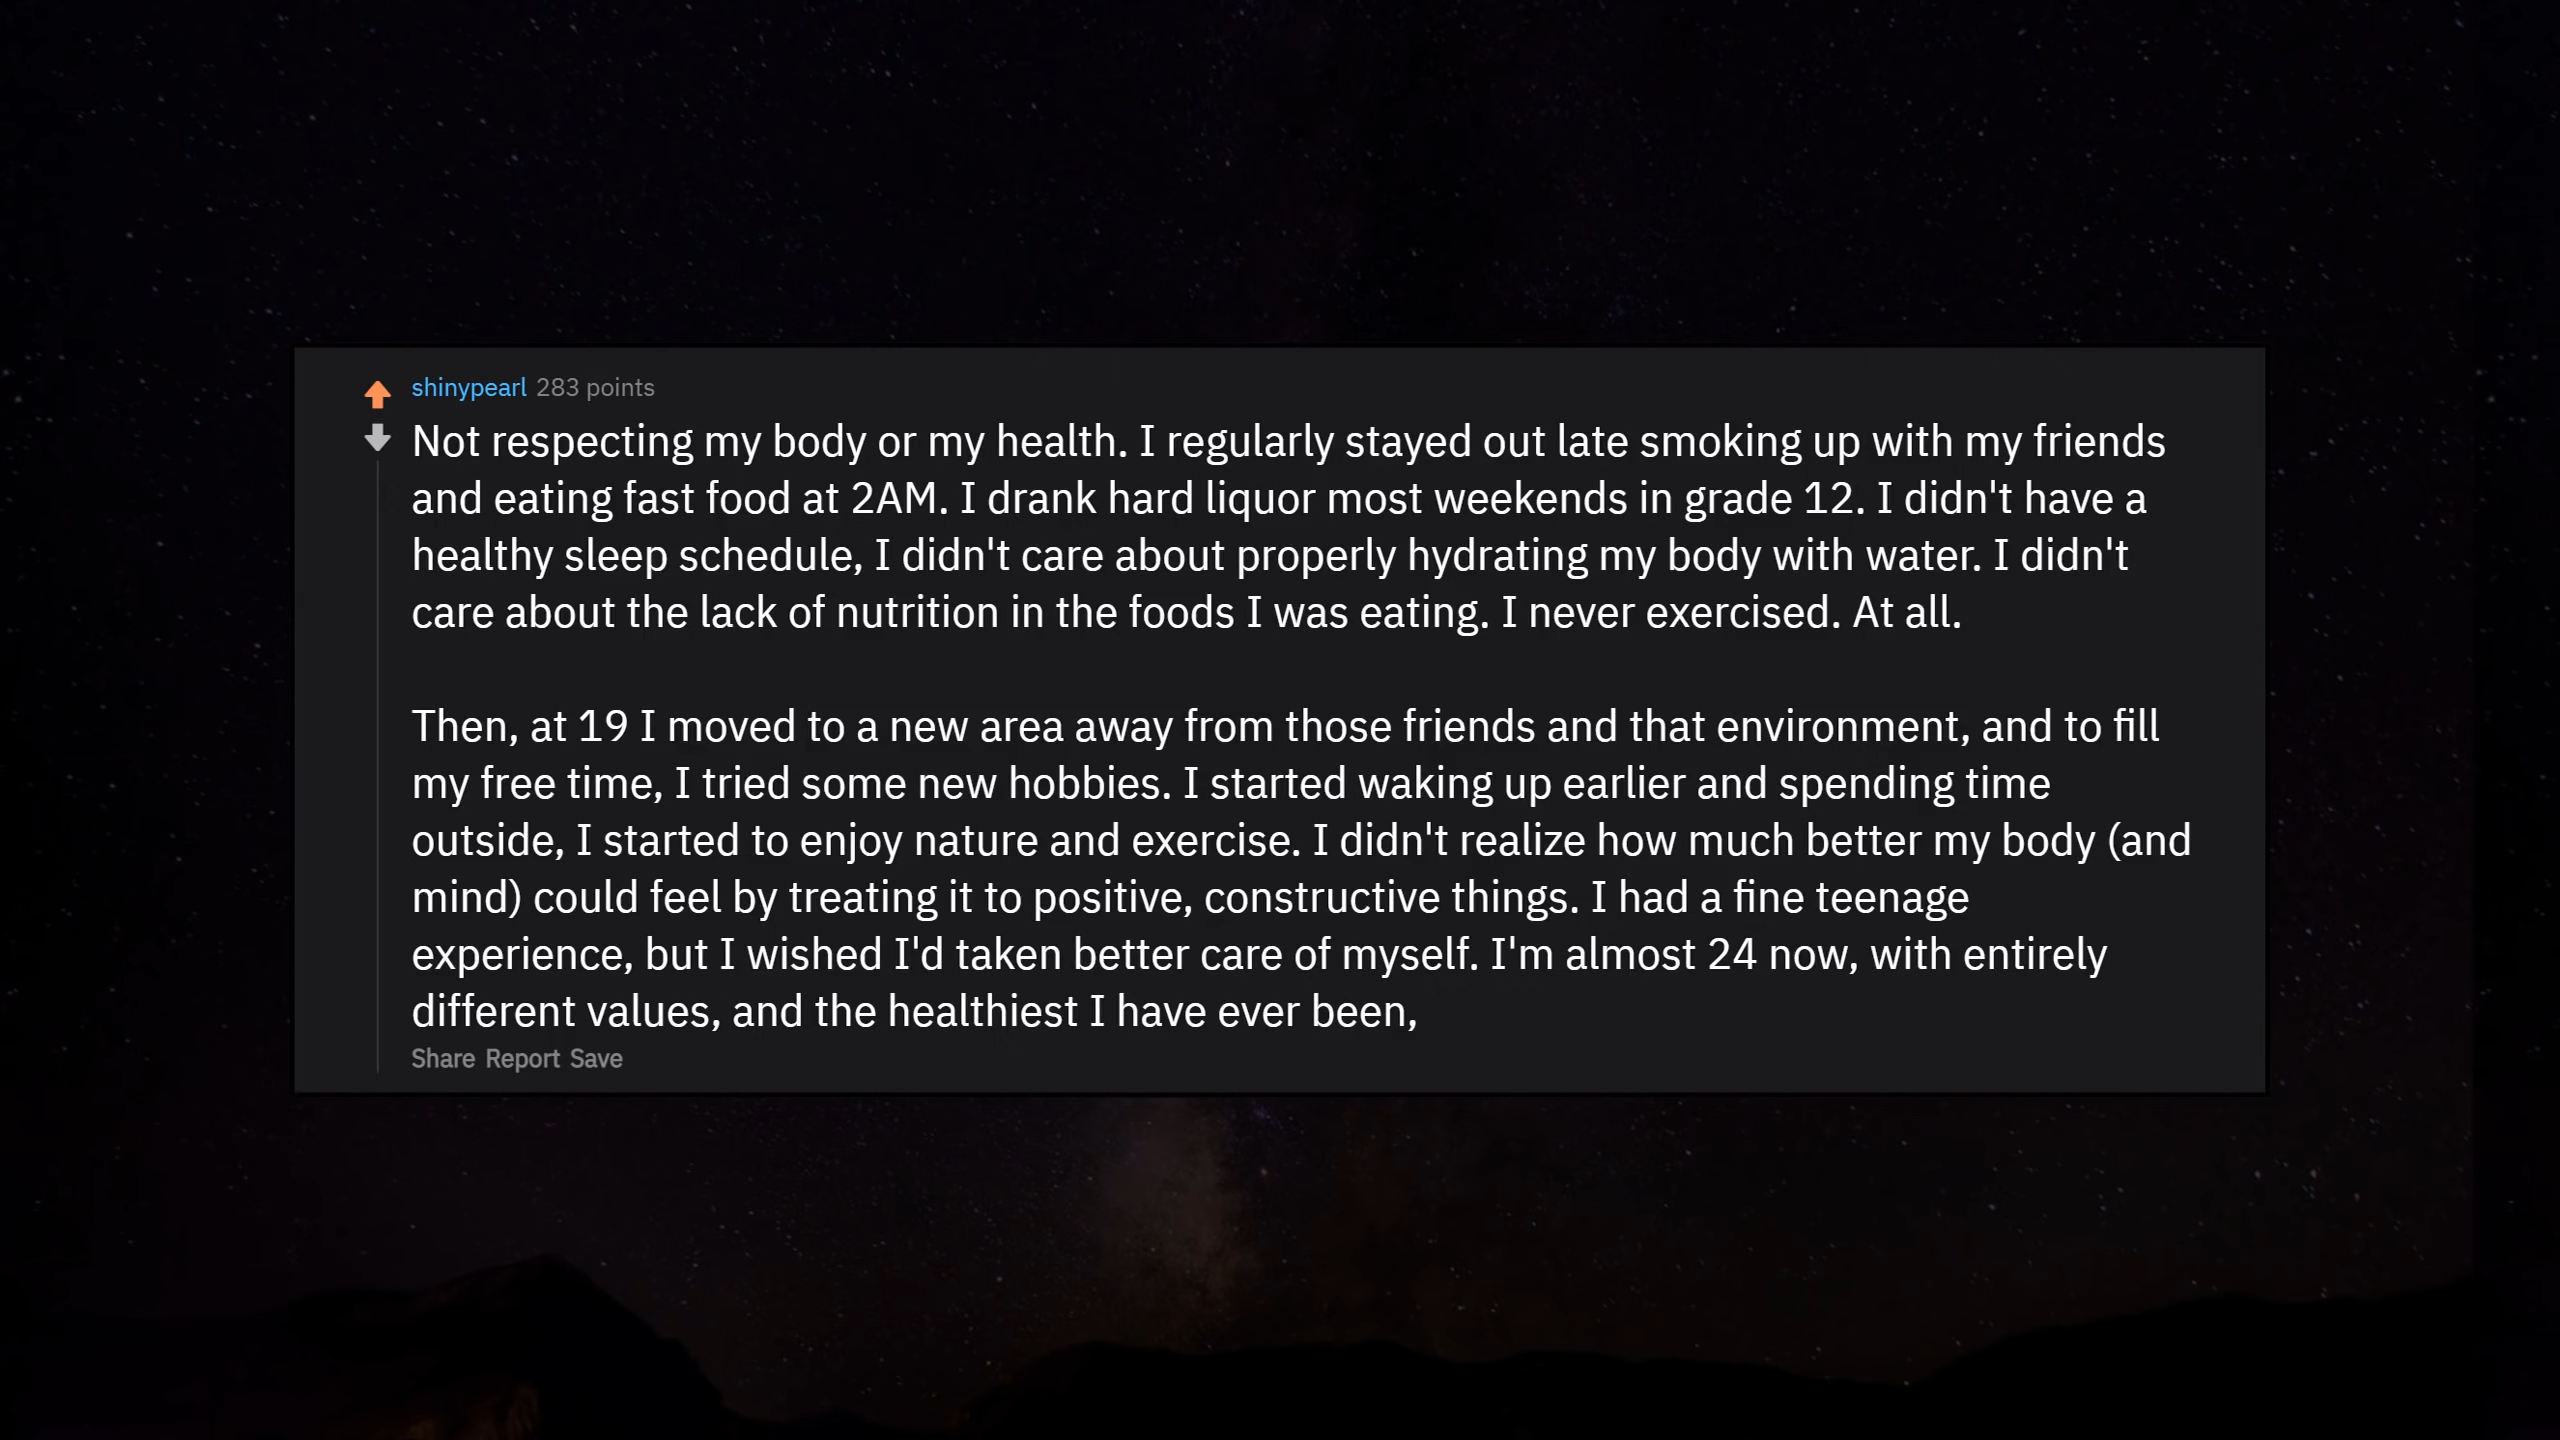 shinypearl 283 points
Not respecting my body or my health. I regularly stayed out late smoking up with my friends
and eating fast food at 2AM. I drank hard liquor most weekends in grade 12. I didn't have a
healthy sleep schedule, I didn't care about properly hydrating my body with water. I didn't
care about the lack of nutrition in the foods I was eating. I never exercised. At all.
Then, at 19 I moved to a new area away from those friends and that environment, and to fill
my free time, I tried some new hobbies. I started waking up earlier and spending time
outside, I started to enjoy nature and exercise. I didn't realize how much better my body (and
mind) could feel by treating it to positive, constructive things. I had a fine teenage
experience, but I wished I'd taken better care of myself. I'm almost 24 now, with entirely
different values, and the healthiest I have ever been,
Share Report Save